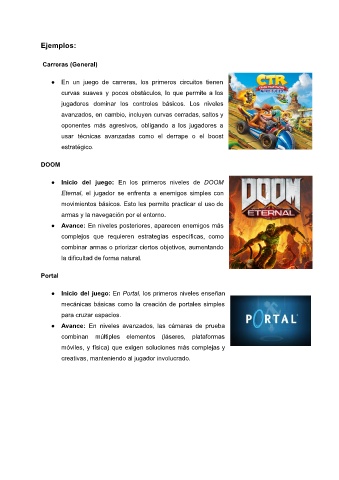 Ejemplos:
Carreras (General)
● En un juego de carreras, los primeros circuitos tienen
curvas suaves y pocos obstáculos, lo que permite a los
jugadores dominar los controles básicos. Los niveles
avanzados, en cambio, incluyen curvas cerradas, saltos y
oponentes más agresivos, obligando a los jugadores a
usar técnicas avanzadas como el derrape o el boost
estratégico.
CTR
DOOM
● Inicio del juego: En los primeros niveles de DOOM
Eternal, el jugador se enfrenta a enemigos simples con
movimientos básicos. Esto les permite practicar el uso de
armas y la navegación por el entorno.
● Avance: En niveles posteriores, aparecen enemigos más
complejos que requieren estrategias específicas, como
combinar armas o priorizar ciertos objetivos, aumentando
la dificultad de forma natural.
DOOM
ETERNAL
Portal
● Inicio del juego: En Portal, los primeros niveles enseñan
mecánicas básicas como la creación de portales simples
para cruzar espacios.
● Avance: En niveles avanzados, las cámaras de prueba
combinan múltiples elementos (láseres, plataformas
móviles, y física) que exigen soluciones más complejas y
creativas, manteniendo al jugador involucrado.
PORTAL